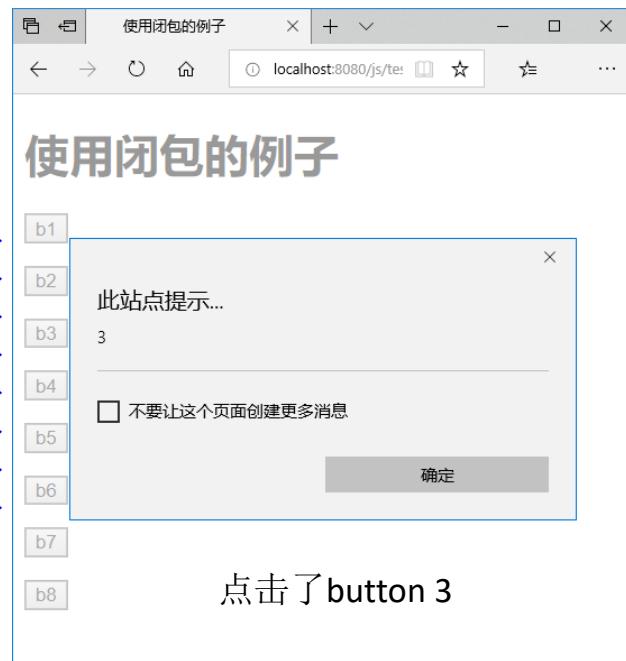 使用闭包的例子
localhost:8080/js/tes
使用闭包的例子
b1
b2
b3
b4
b5
b6
b7
b8
此站点提示...
3
不要让这个页面创建更多消息
确定
点击了button 3